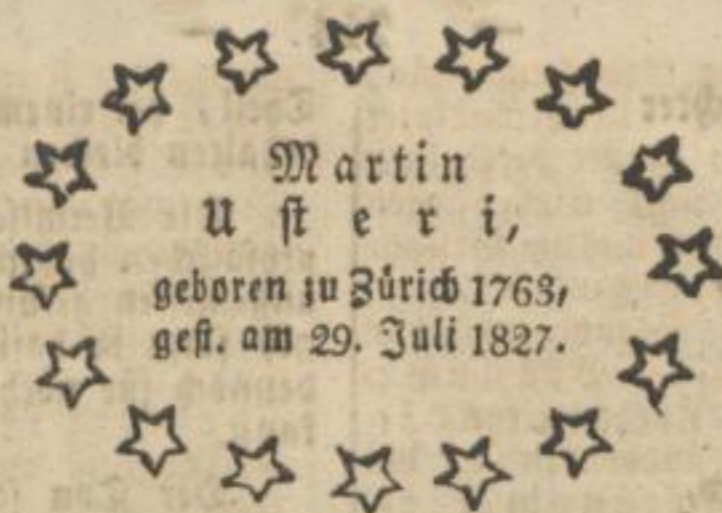 Martin
Usteri,
geboren zu Zürich 1763,
gest. am 29. Juli 1827.